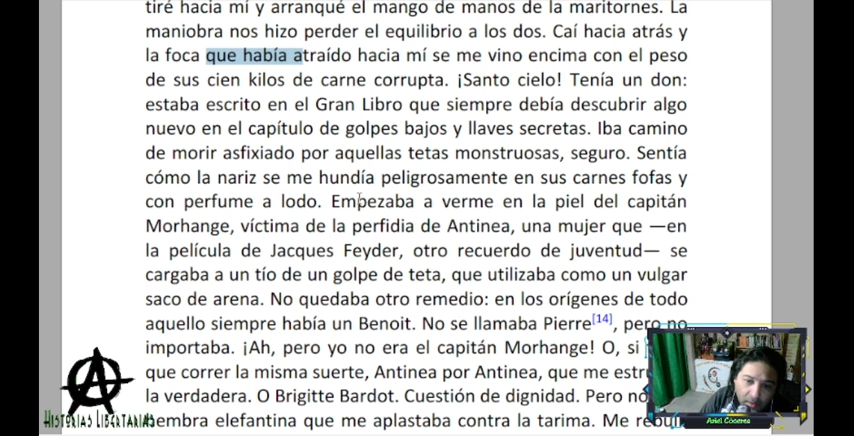 tiré hacia mí y arranqué el mango de manos de la maritornes. La
maniobra nos hizo perder el equilibrio a los dos. Caí hacia atrás y
la foca que había atraído hacia mí se me vino encima con el peso
de sus cien kilos de carne corrupta. ¡Santo cielo! Tenía un don:
estaba escrito en el Gran Libro que siempre debía descubrir algo
nuevo en el capítulo de golpes bajos y llaves secretas. Iba camino
de morir asfixiado por aquellas tetas monstruosas, seguro. Sentía
cómo la nariz se me hundía peligrosamente en sus carnes fofas y
con perfume a lodo. Empezaba a verme en la piel del capitán
Morhange, víctima de la perfidia de Antinea, una mujer que —en
la película de Jacques Feyder, otro recuerdo de juventud— se
cargaba a un tío de un golpe de teta, que utilizaba como un vulgar
saco de arena. No quedaba otro remedio: en los orígenes de todo
aquello siempre había un Benoit. No se llamaba Pierre[14], pero no
importaba. ¡Ah, pero yo no era el capitán Morhange! O, si
que correr la misma suerte, Antinea por Antinea, que me
la verdadera. O Brigitte Bardot. Cuestión de dignidad. Pero
hembra elefantina que me aplastaba contra la tarima. Me
Historias Libertarias
Ariel Cáceres